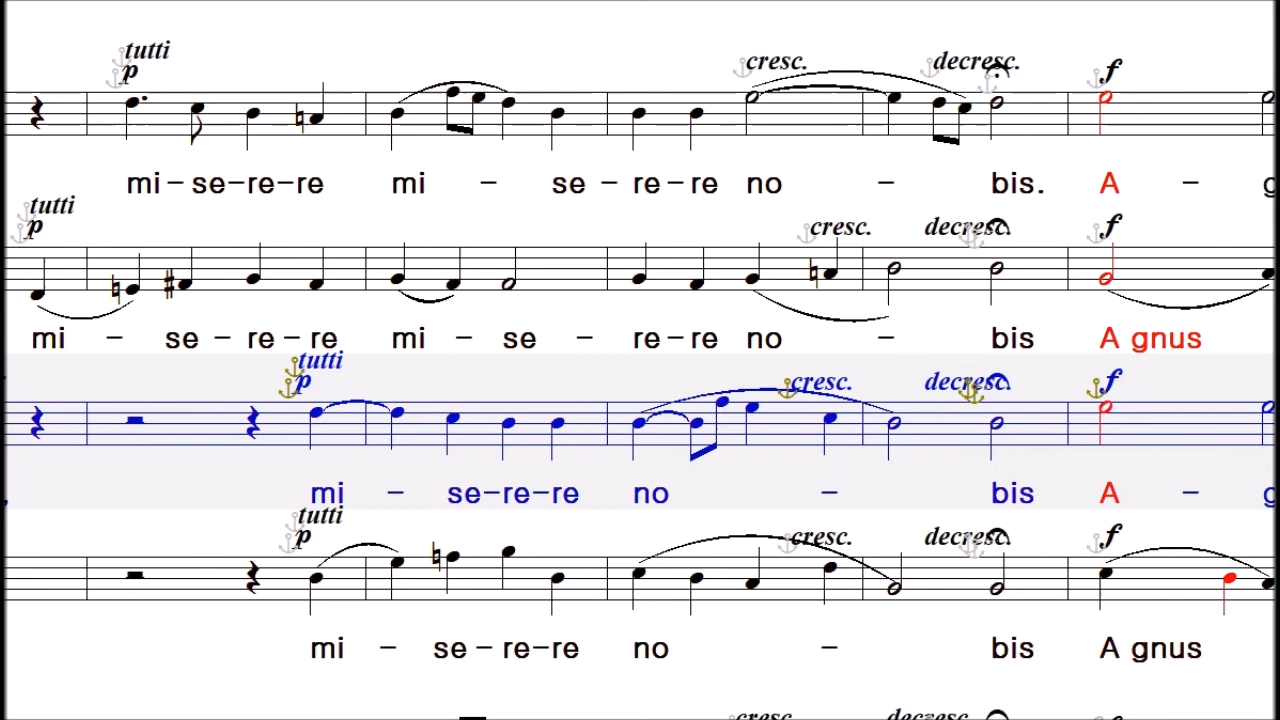 tutti
p cresc. decresc. f
mi – se – re – re mi – se – re – re no – bis. A – g
tutti
p cresc. decresc. f
mi – se – re – re mi – se – re – re no – bis A gnus
tutti
p cresc. decresc. f
mi – se – re – re no – bis A – g
tutti
p cresc. decresc. f
mi – se – re – re no – bis A gnus
cresc. decresc.